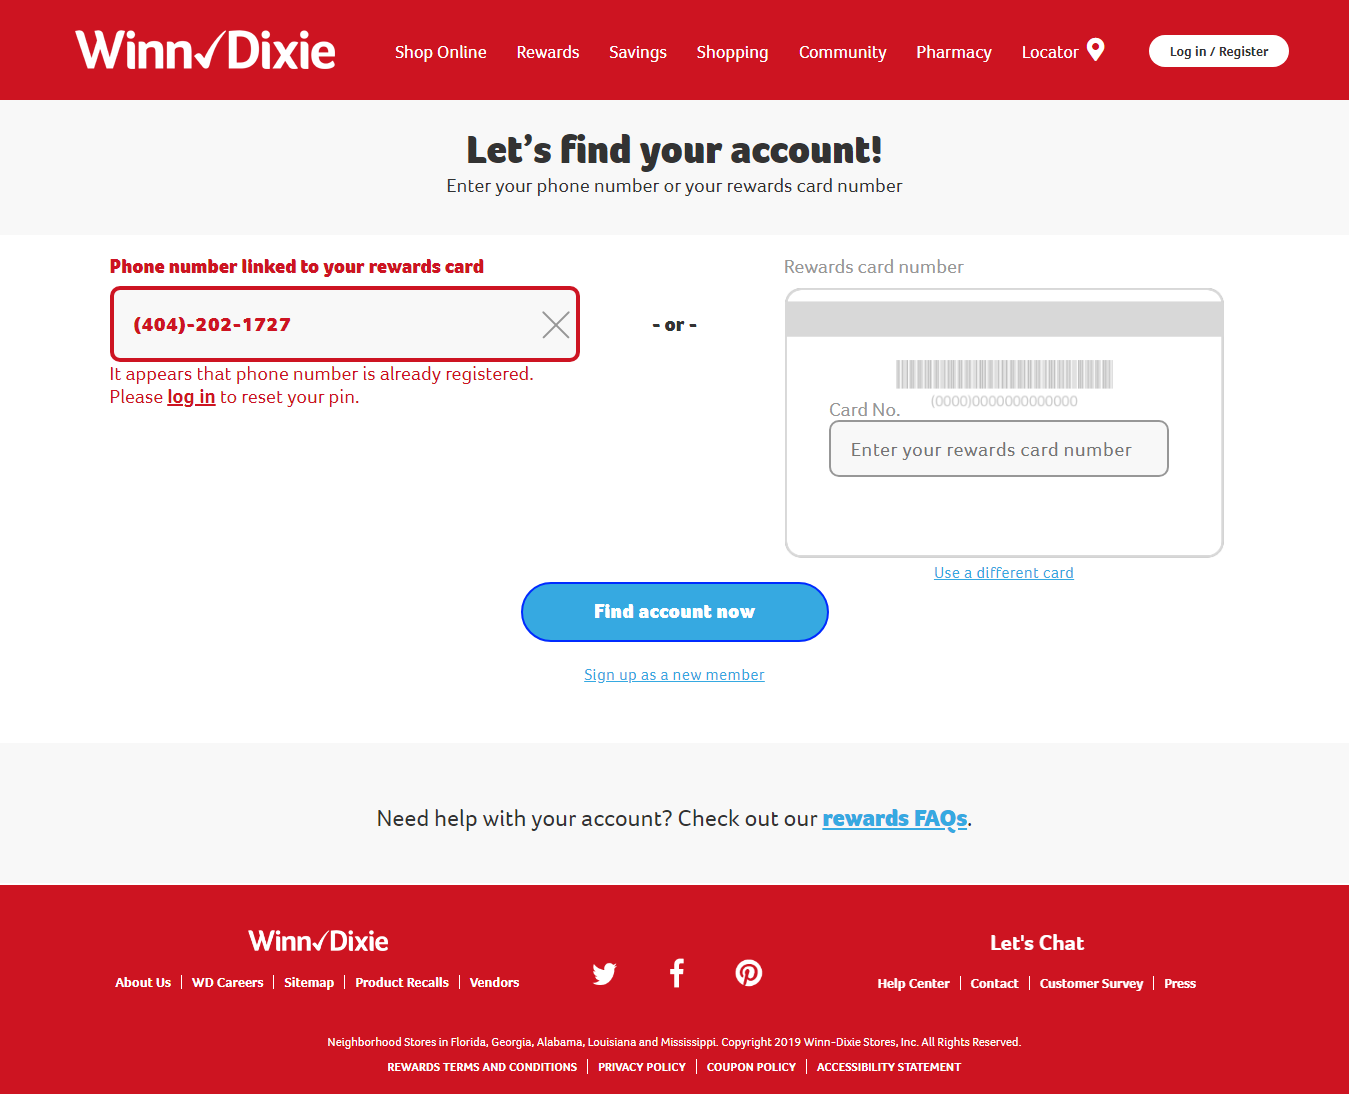 Winn Dixie
Shop Online Rewards Savings Shopping Community Pharmacy Locator Log in / Register
Let's find your account!
Enter your phone number or your rewards card number
Phone number linked to your rewards card
(404)-202-1727
It appears that phone number is already registered.
Please log in to reset your pin.
- or -
Rewards card number
(0000)0000000000000
Card No.
Enter your rewards card number
Use a different card
Find account now
Sign up as a new member
Need help with your account? Check out our rewards FAQs.
Winn Dixie
About Us | WD Careers | Sitemap | Product Recalls | Vendors
Let's Chat
Help Center | Contact | Customer Survey | Press
Neighborhood Stores in Florida, Georgia, Alabama, Louisiana and Mississippi. Copyright 2019 Winn-Dixie Stores, Inc. All Rights Reserved.
REWARDS TERMS AND CONDITIONS | PRIVACY POLICY | COUPON POLICY | ACCESSIBILITY STATEMENT